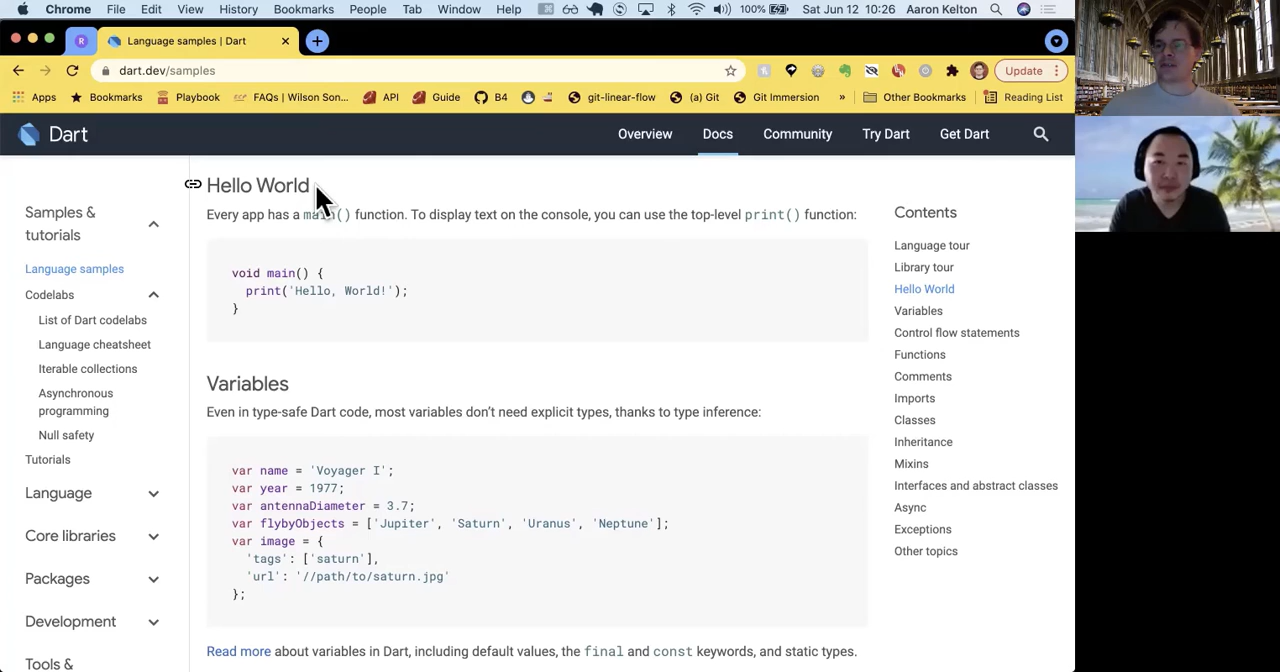 Chrome File Edit View History Bookmarks People Tab Window Help 100% Sat Jun 12 10:26 Aaron Kelton
R Language samples | Dart
dart.dev/samples Update
Apps Bookmarks Playbook FAQs | Wilson Son... API Guide B4 git-linear-flow (a) Git Git Immersion » Other Bookmarks Reading List
Dart Overview Docs Community Try Dart Get Dart
Samples &
tutorials
Language samples
Codelabs
List of Dart codelabs
Language cheatsheet
Iterable collections
Asynchronous
programming
Null safety
Tutorials
Language
Core libraries
Packages
Development
Tools &
Hello World
Every app has a main() function. To display text on the console, you can use the top-level print() function:
void main() {
  print('Hello, World!');
}
Variables
Even in type-safe Dart code, most variables don't need explicit types, thanks to type inference:
var name = 'Voyager I';
var year = 1977;
var antennaDiameter = 3.7;
var flybyObjects = ['Jupiter', 'Saturn', 'Uranus', 'Neptune'];
var image = {
  'tags': ['saturn'],
  'url': '//path/to/saturn.jpg'
};
Read more about variables in Dart, including default values, the final and const keywords, and static types.
Contents
Language tour
Library tour
Hello World
Variables
Control flow statements
Functions
Comments
Imports
Classes
Inheritance
Mixins
Interfaces and abstract classes
Async
Exceptions
Other topics